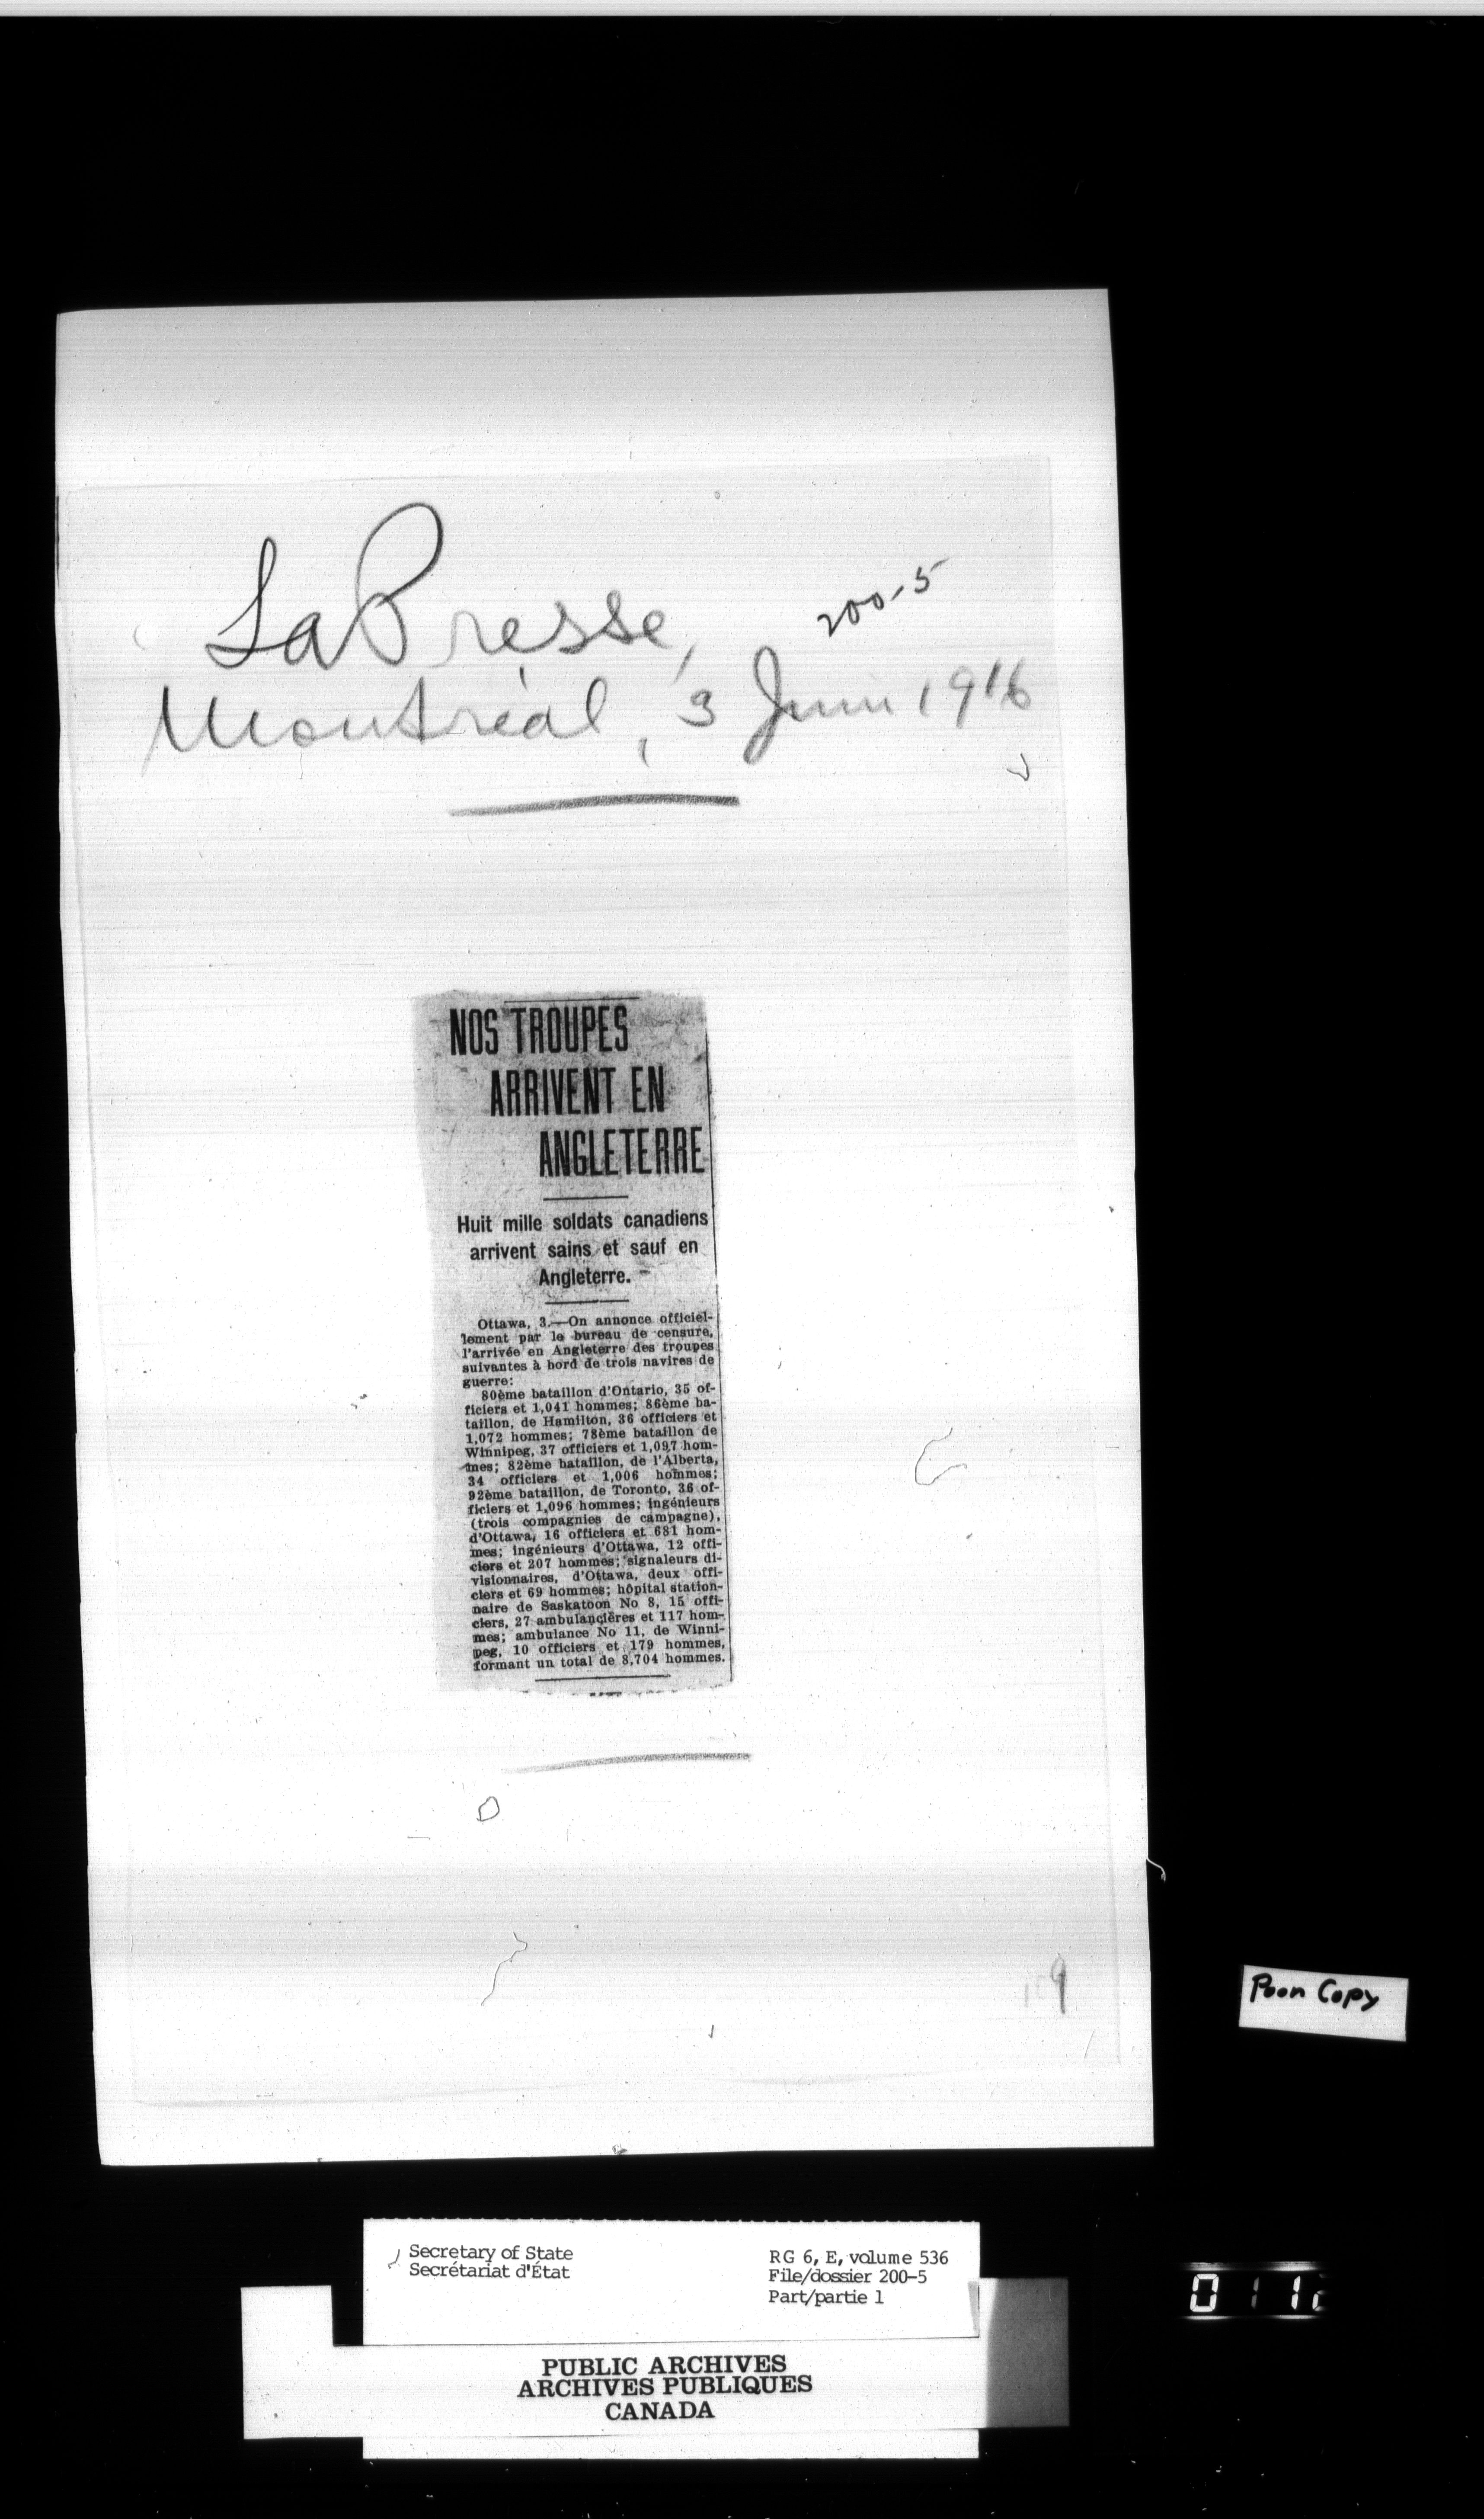 La Presse,
200-5
Montréal, 3 Juin 1916
NOS TROUPES
ARRIVENT EN
ANGLETERRE
Huit mille soldats canadiens
arrivent sains et sauf en
Angleterre.
Ottawa, 3.—On annonce officiel-
lement par le bureau de censure,
l'arrivée en Angleterre des troupes
suivantes à bord de trois navires de
guerre:
80ème bataillon d'Ontario, 35 of-
ficiers et 1,041 hommes; 86ème ba-
taillon, de Hamilton, 36 officiers et
1,072 hommes; 78ème bataillon de
Winnipeg, 37 officiers et 1,097 hom-
mes; 82ème bataillon, de l'Alberta,
34 officiers et 1,006 hommes;
92ème bataillon, de Toronto, 36 of-
ficiers et 1,096 hommes; ingénieurs
(trois compagnies de campagne),
d'Ottawa, 16 officiers et 681 hom-
mes; ingénieurs d'Ottawa, 12 offi-
ciers et 207 hommes; signaleurs di-
visionnaires, d'Ottawa, deux offi-
ciers et 69 hommes; hôpital station-
naire de Saskatoon No 8, 15 offi-
ciers, 27 ambulancières et 117 hom-
mes; ambulance No 11, de Winni-
peg, 10 officiers et 179 hommes,
formant un total de 8,704 hommes.
109
Poor Copy
Secretary of State
Secrétariat d'État
RG 6, E, volume 536
File/dossier 200-5
Part/partie 1
PUBLIC ARCHIVES
ARCHIVES PUBLIQUES
CANADA